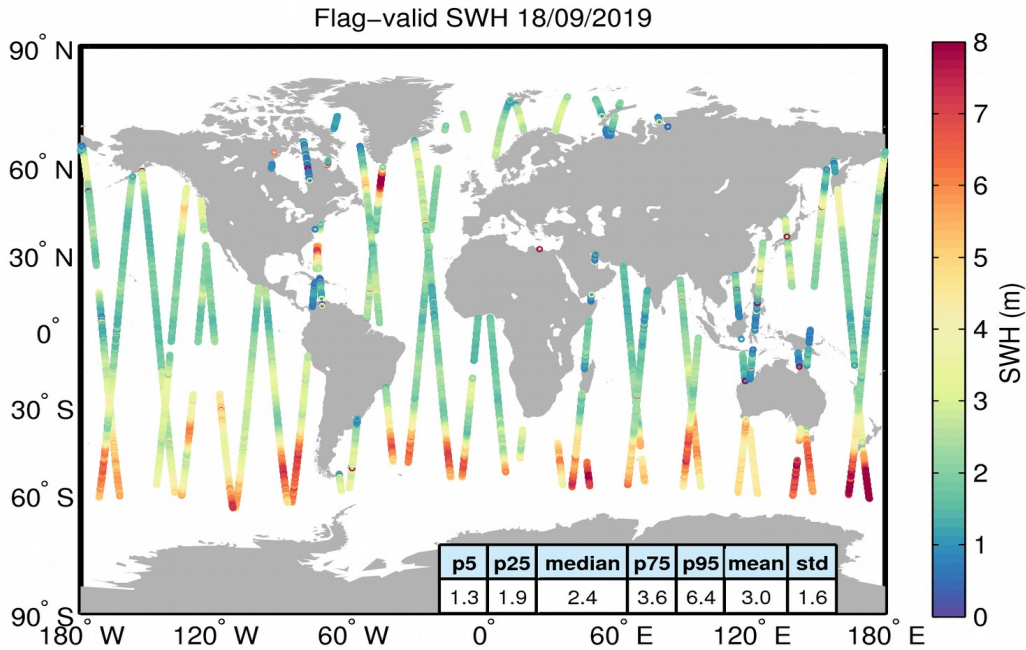 Flag−valid SWH 18/09/2019
90° N
60° N
30° N
0°
30° S
60° S
90° S
180° W
120° W
60° W
0°
60° E
120° E
180° E
p5 p25 median p75 p95 mean std
1.3 1.9 2.4 3.6 6.4 3.0 1.6
8
7
6
5
4
3
2
1
0
SWH (m)